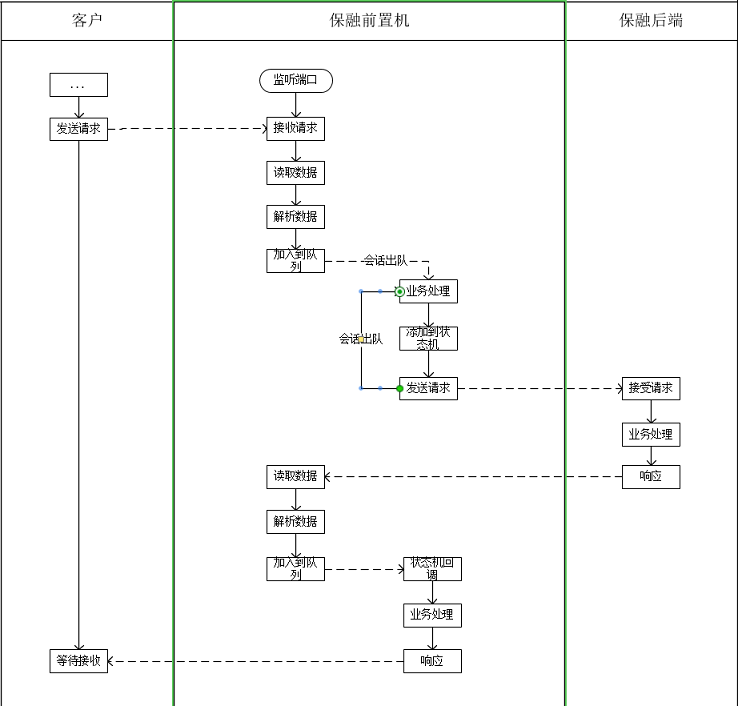 客户
保融前置机
保融后端
...
监听端口
发送请求
接收请求
读取数据
解析数据
加入到队
列
会话出队
业务处理
添加到状
态机
会话出队
发送请求
接受请求
业务处理
读取数据
响应
解析数据
加入到队
列
状态机回
调
业务处理
等待接收
响应